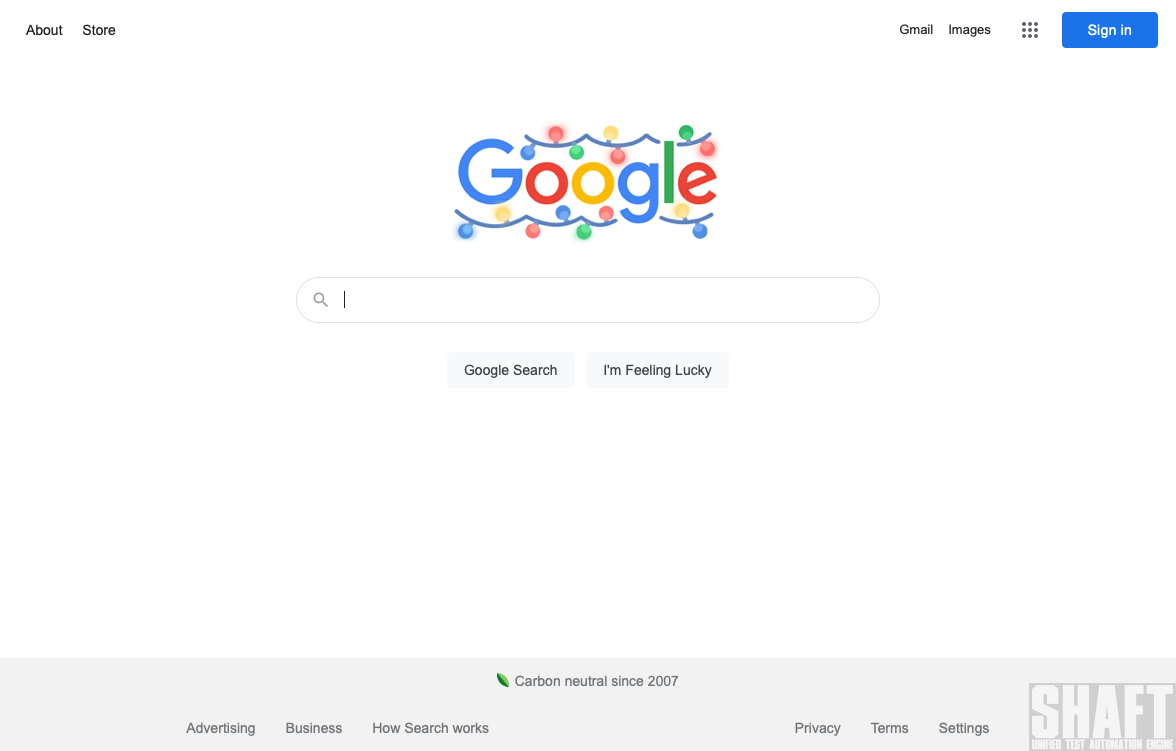 About Store
Gmail Images Sign in
Google
Google Search I'm Feeling Lucky
Carbon neutral since 2007
Advertising Business How Search works Privacy Terms Settings
SHAFT
UNIFIED TEST AUTOMATION ENGINE